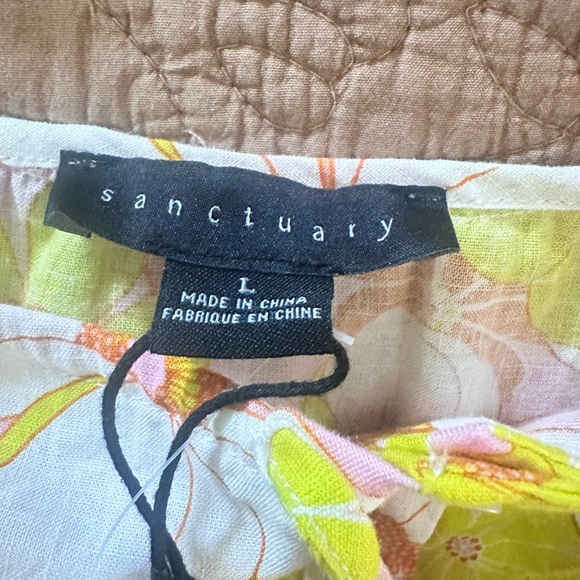 sanctuary
L
MADE IN CHINA
FABRIQUE EN CHINE